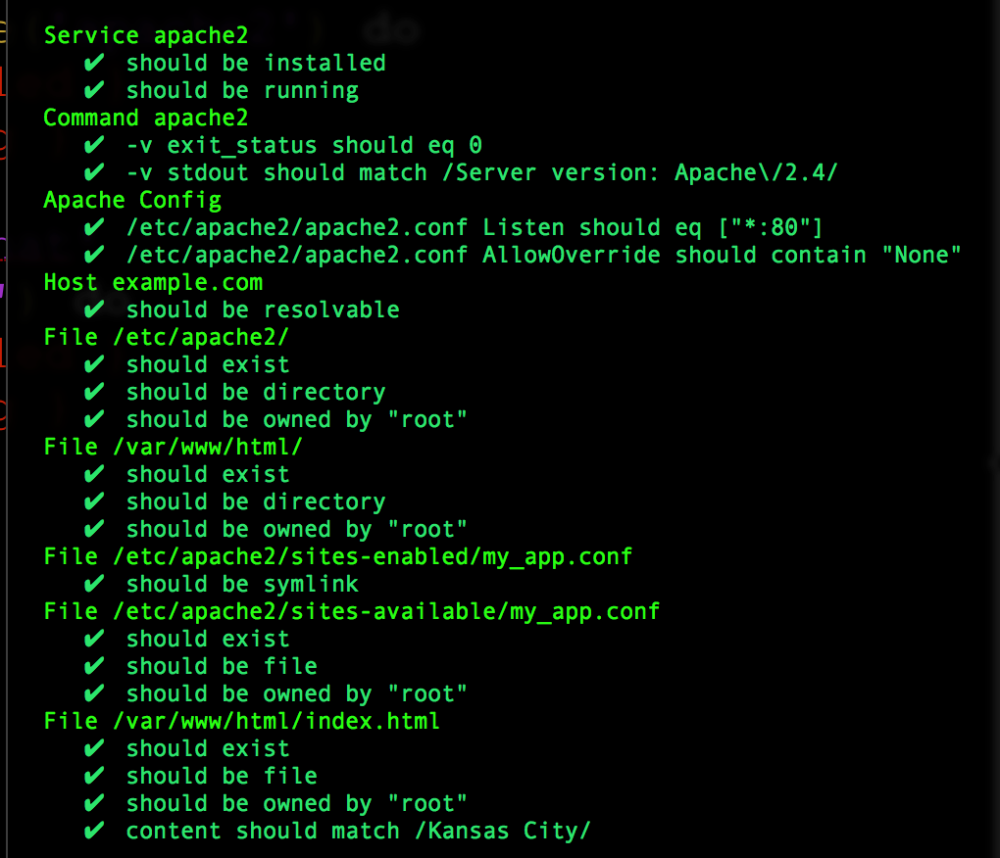 Service apache2
✔ should be installed
✔ should be running
Command apache2
✔ -v exit_status should eq 0
✔ -v stdout should match /Server version: Apache\/2.4/
Apache Config
✔ /etc/apache2/apache2.conf Listen should eq ["*:80"]
✔ /etc/apache2/apache2.conf AllowOverride should contain "None"
Host example.com
✔ should be resolvable
File /etc/apache2/
✔ should exist
✔ should be directory
✔ should be owned by "root"
File /var/www/html/
✔ should exist
✔ should be directory
✔ should be owned by "root"
File /etc/apache2/sites-enabled/my_app.conf
✔ should be symlink
File /etc/apache2/sites-available/my_app.conf
✔ should exist
✔ should be file
✔ should be owned by "root"
File /var/www/html/index.html
✔ should exist
✔ should be file
✔ should be owned by "root"
✔ content should match /Kansas City/